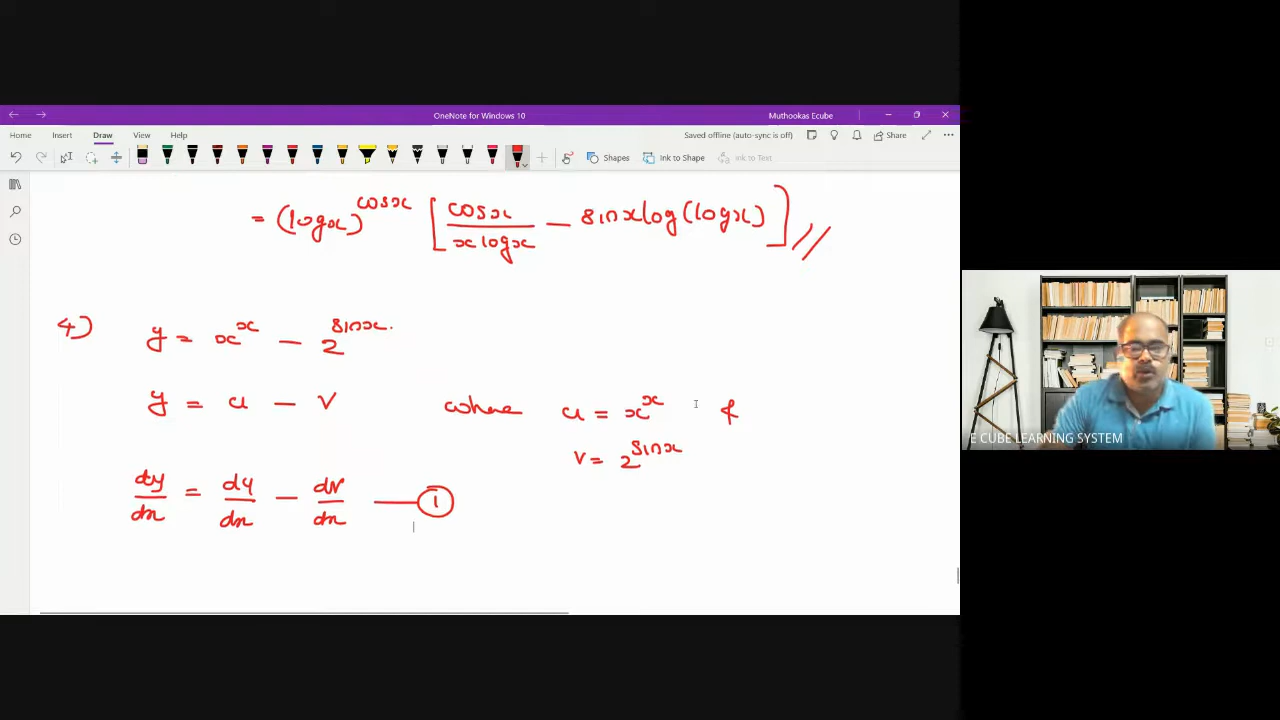 OneNote for Windows 10
Muthookas Ecube
Home Insert Draw View Help
Saved offline (auto-sync is off)
Share
Shapes
Ink to Shape
Ink to Text
= (logx)^cosx [cosx / x logx − sinx log(logx)] //
4) y = x^x − 2^sinx.
y = u − v where u = x^x &
v = 2^sinx
dy/dx = du/dx − dv/dx —— ①
E CUBE LEARNING SYSTEM